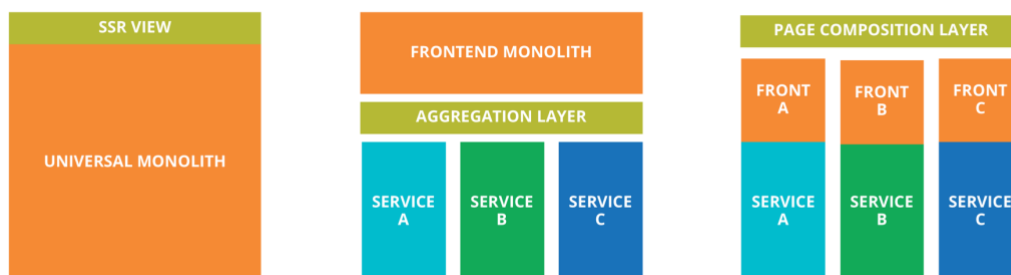 SSR VIEW
UNIVERSAL MONOLITH
FRONTEND MONOLITH
AGGREGATION LAYER
SERVICE
A
SERVICE
B
SERVICE
C
PAGE COMPOSITION LAYER
FRONT
A
FRONT
B
FRONT
C
SERVICE
A
SERVICE
B
SERVICE
C